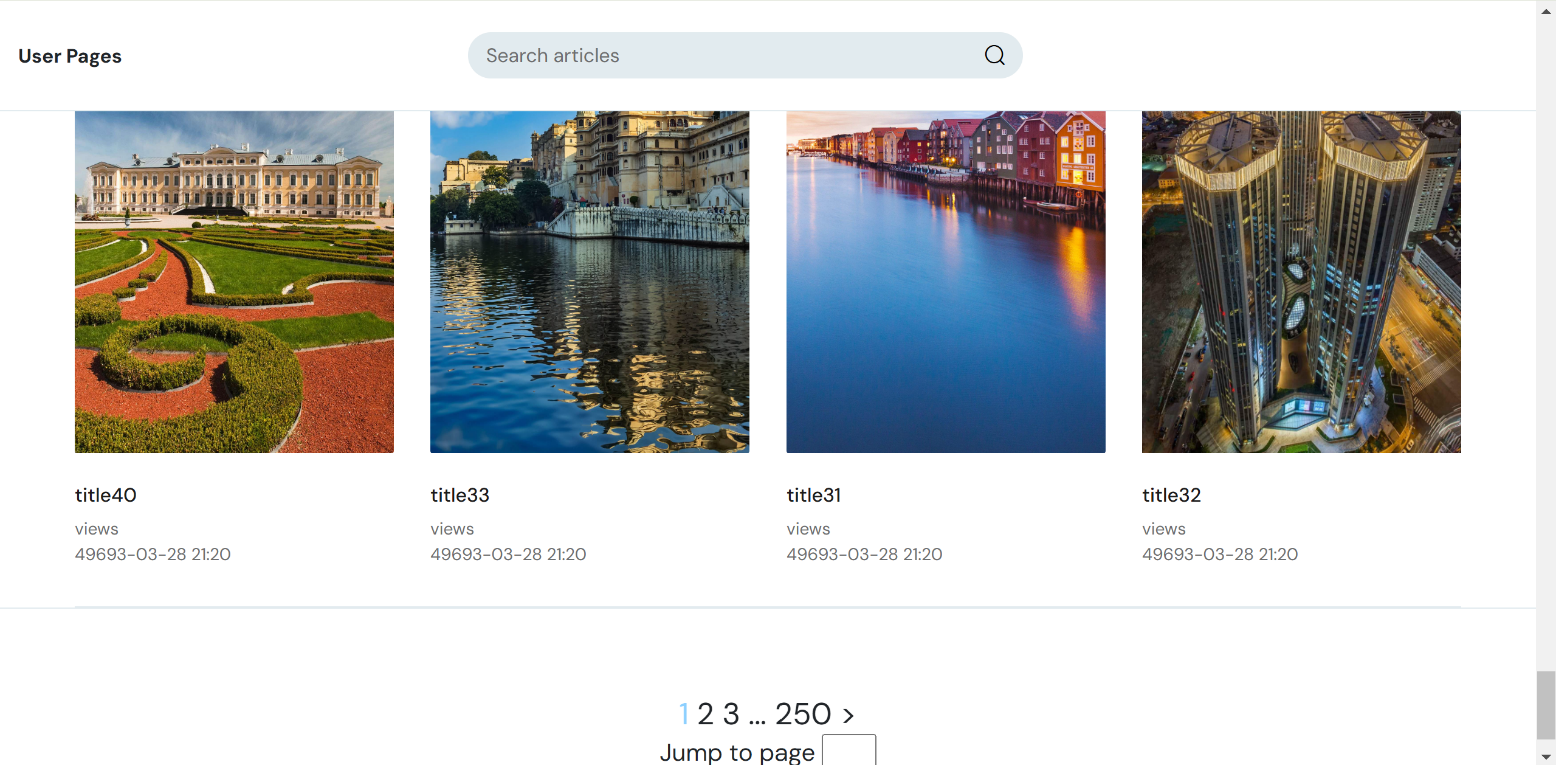 User Pages
Search articles
title40
views
49693-03-28 21:20
title33
views
49693-03-28 21:20
title31
views
49693-03-28 21:20
title32
views
49693-03-28 21:20
1 2 3 ... 250 >
Jump to page